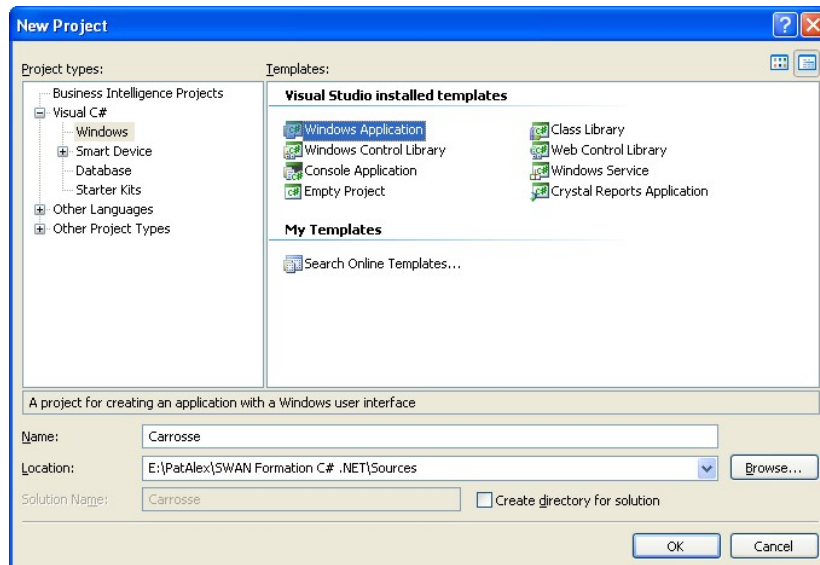 New Project
Project types:
Templates:
Business Intelligence Projects
Visual C#
Windows
Smart Device
Database
Starter Kits
Other Languages
Other Project Types
Visual Studio installed templates
Windows Application
Class Library
Windows Control Library
Web Control Library
Console Application
Windows Service
Empty Project
Crystal Reports Application
My Templates
Search Online Templates...
A project for creating an application with a Windows user interface
Name: Carrosse
Location: E:\PatAlex\SWAN Formation C# .NET\Sources Browse...
Solution Name: Carrosse Create directory for solution
OK Cancel